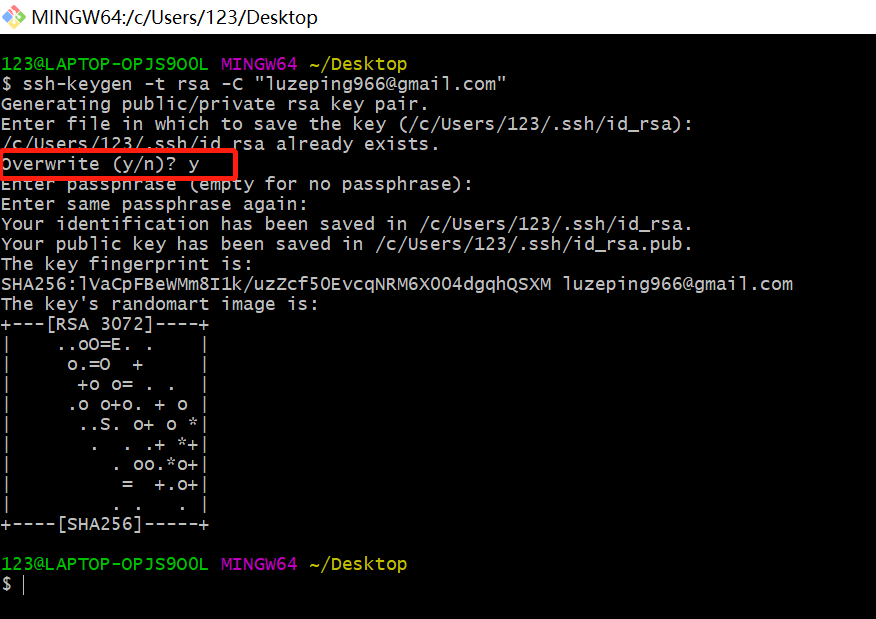 MINGW64:/c/Users/123/Desktop
123@LAPTOP-OPJS9OOL MINGW64 ~/Desktop
$ ssh-keygen -t rsa -C "luzeping966@gmail.com"
Generating public/private rsa key pair.
Enter file in which to save the key (/c/Users/123/.ssh/id_rsa):
/c/Users/123/.ssh/id_rsa already exists.
Overwrite (y/n)? y
Enter passphrase (empty for no passphrase):
Enter same passphrase again:
Your identification has been saved in /c/Users/123/.ssh/id_rsa.
Your public key has been saved in /c/Users/123/.ssh/id_rsa.pub.
The key fingerprint is:
SHA256:lVaCpFBeWMm8I1k/uzZcf5OEvcqNRM6XOO4dgqhQSXM luzeping966@gmail.com
The key's randomart image is:
+---[RSA 3072]----+
|     ..oO=E. .     |
|      o.=O  +      |
|       +o o= . .   |
|      .o o+o. + o  |
|       ..S. o+ o *|
|        .  . .+ *+|
|          . oo.*o+|
|           =  +.o+|
|          . .   .  |
+----[SHA256]-----+
123@LAPTOP-OPJS9OOL MINGW64 ~/Desktop
$